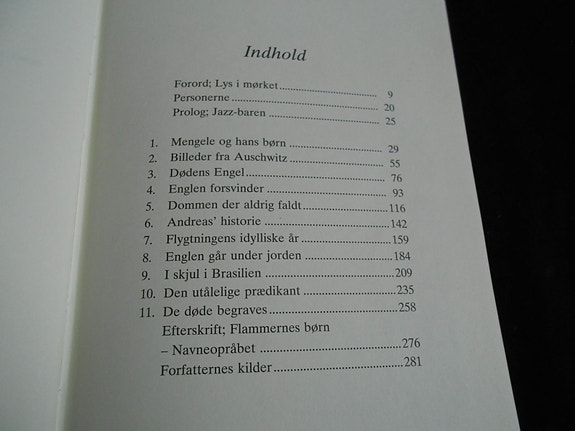 Indhold
Forord; Lys i mørket 9
Personerne 20
Prolog; Jazz-baren 25
1. Mengele og hans børn 29
2. Billeder fra Auschwitz 55
3. Dødens Engel 76
4. Englen forsvinder 93
5. Dommen der aldrig faldt 116
6. Andreas’ historie 142
7. Flygtningens idylliske år 159
8. Englen går under jorden 184
9. I skjul i Brasilien 209
10. Den utålelige prædikant 235
11. De døde begraves 258
Efterskrift; Flammernes børn
– Navneopråbet 276
Forfatternes kilder 281